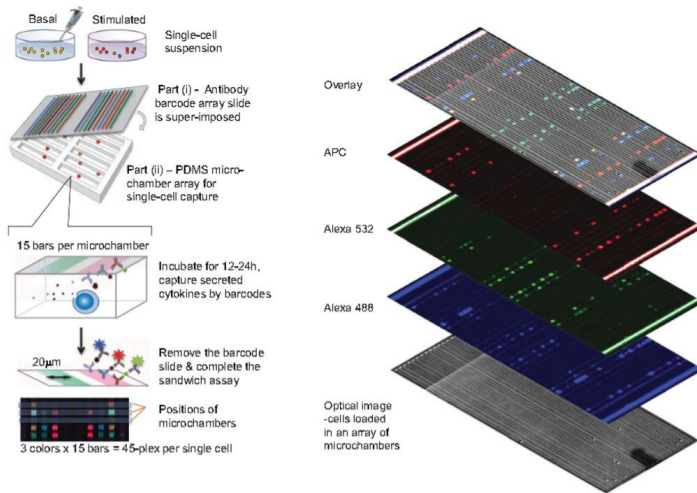 Basal
Stimulated
Single-cell
suspension
Part (i) - Antibody
barcode array slide
is super-imposed
Part (ii) – PDMS micro-
chamber array for
single-cell capture
15 bars per microchamber
Incubate for 12-24h,
capture secreted
cytokines by barcodes
20μm
Remove the barcode
slide & complete the
sandwich assay
Positions of
microchambers
3 colors x 15 bars = 45-plex per single cell
Overlay
APC
Alexa 532
Alexa 488
Optical image
-cells loaded
in an array of
microchambers